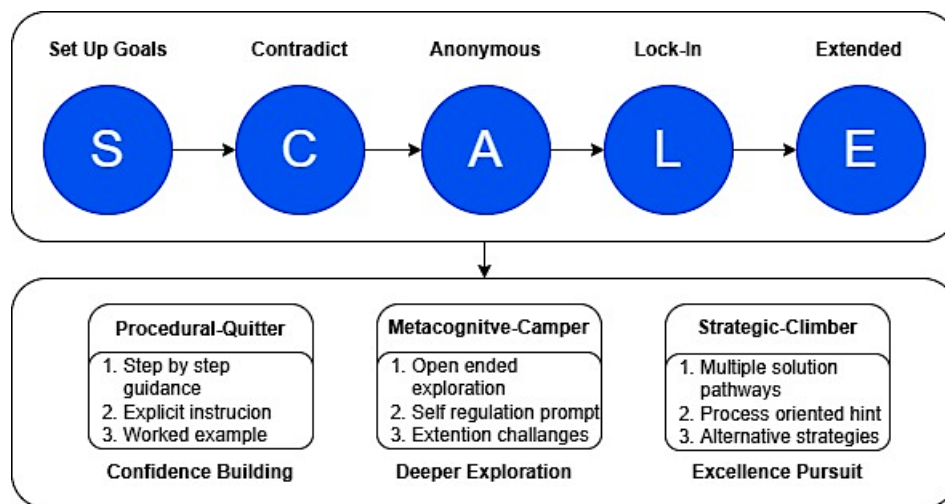 Set Up Goals
Contradict
Anonymous
Lock-In
Extended
S
C
A
L
E
Procedural-Quitter
1. Step by step
guidance
2. Explicit instrucion
3. Worked example
Confidence Building
Metacognitve-Camper
1. Open ended
exploration
2. Self regulation prompt
3. Extention challanges
Deeper Exploration
Strategic-Climber
1. Multiple solution
pathways
2. Process oriented hint
3. Alternative strategies
Excellence Pursuit